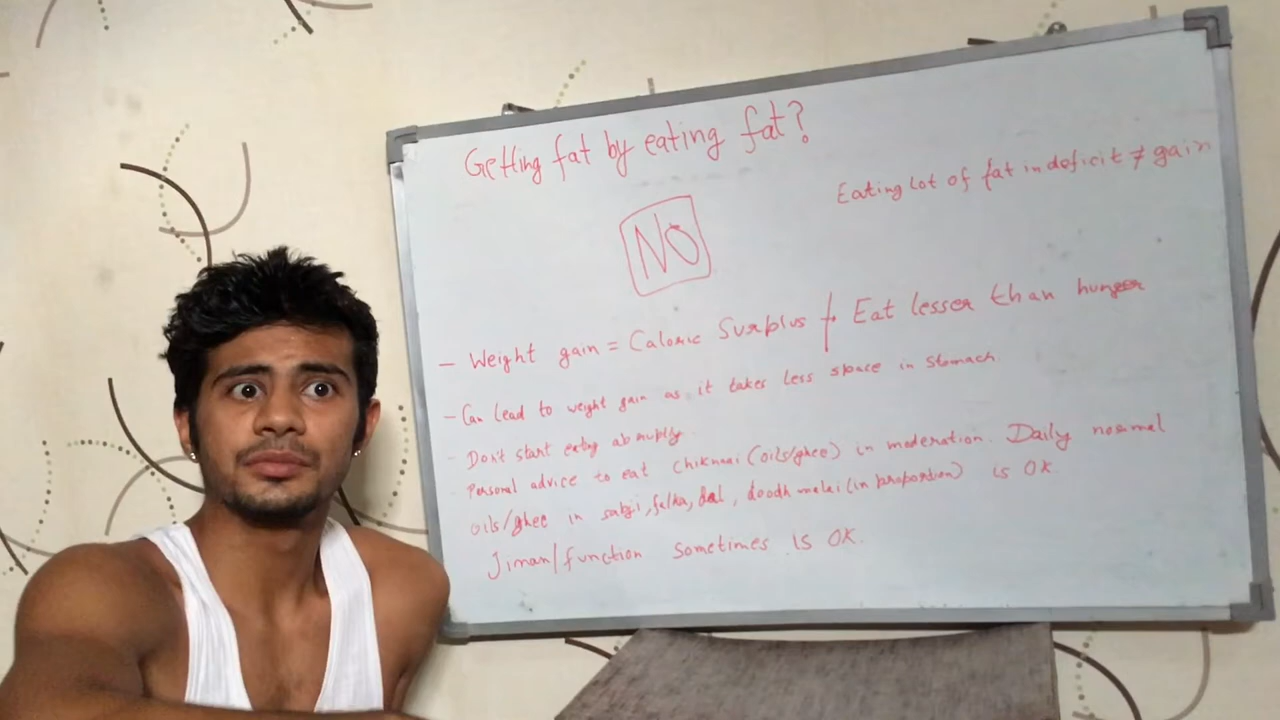 Getting fat by eating fat?
Eating lot of fat in deficit ≠ gain
NO
- Weight gain = Caloric Surplus Eat lesser than hunger
- Can lead to weight gain as it takes less space in stomach
- Don't start eating abruptly.
- Personal advice to eat Chiknai (oils/ghee) in moderation. Daily normal
oils/ghee in sabji, fulka, dal, doodh malai (in proportion) is OK
Jiman/function sometimes is OK.